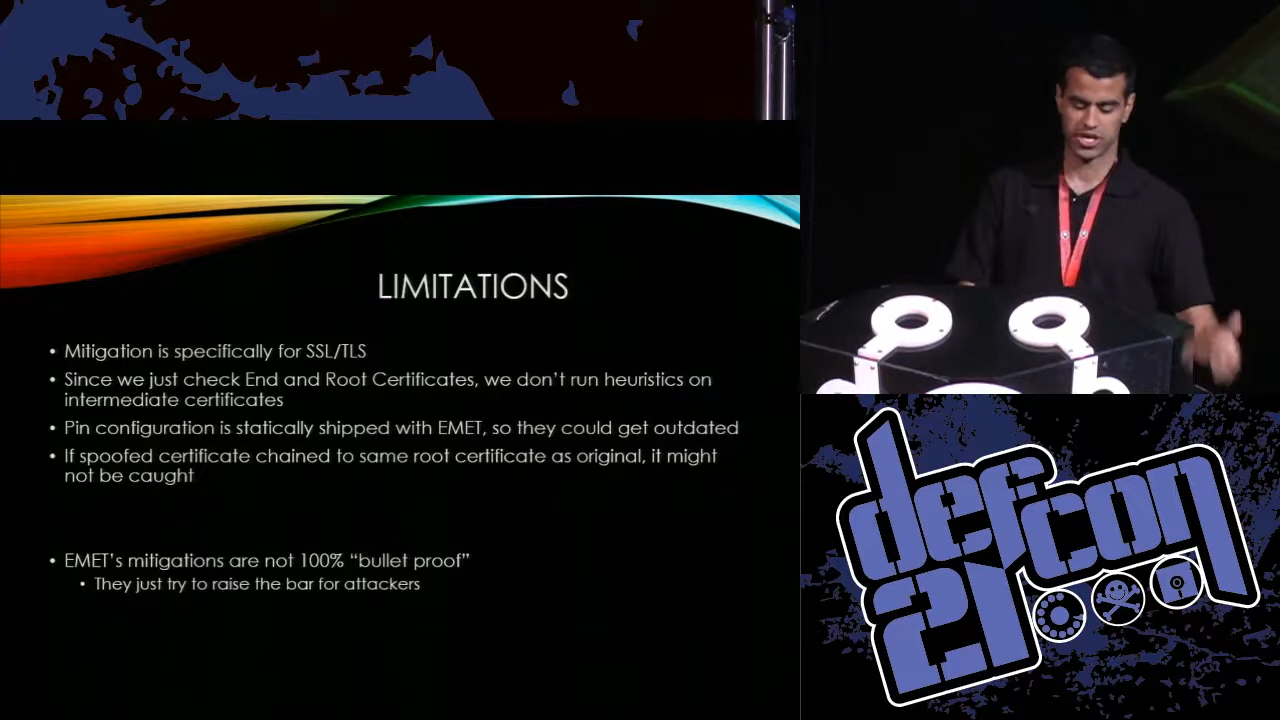 LIMITATIONS
• Mitigation is specifically for SSL/TLS
• Since we just check End and Root Certificates, we don't run heuristics on
intermediate certificates
• Pin configuration is statically shipped with EMET, so they could get outdated
• If spoofed certificate chained to same root certificate as original, it might
not be caught
• EMET's mitigations are not 100% “bullet proof”
• They just try to raise the bar for attackers
defcon
21